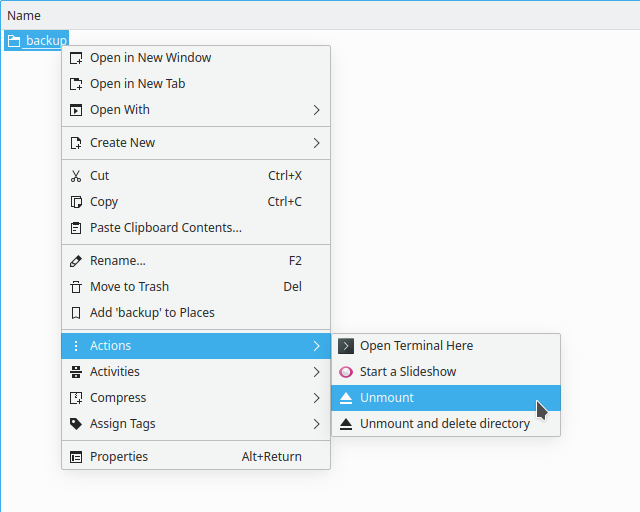 Name
backup
Open in New Window
Open in New Tab
Open With
Create New
Cut Ctrl+X
Copy Ctrl+C
Paste Clipboard Contents...
Rename... F2
Move to Trash Del
Add 'backup' to Places
Actions
Activities
Compress
Assign Tags
Properties Alt+Return
Open Terminal Here
Start a Slideshow
Unmount
Unmount and delete directory